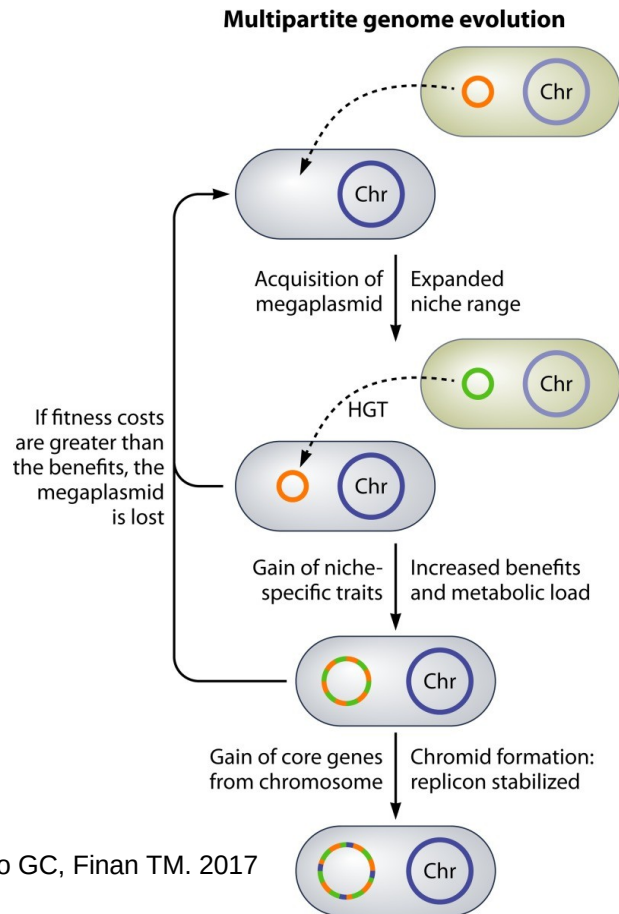 Multipartite genome evolution
Chr
Chr
Acquisition of
megaplasmid
Expanded
niche range
Chr
HGT
If fitness costs
are greater than
the benefits, the
megaplasmid
is lost
Chr
Gain of niche-
specific traits
Increased benefits
and metabolic load
Chr
Gain of core genes
from chromosome
Chromid formation:
replicon stabilized
Chr
GC, Finan TM. 2017